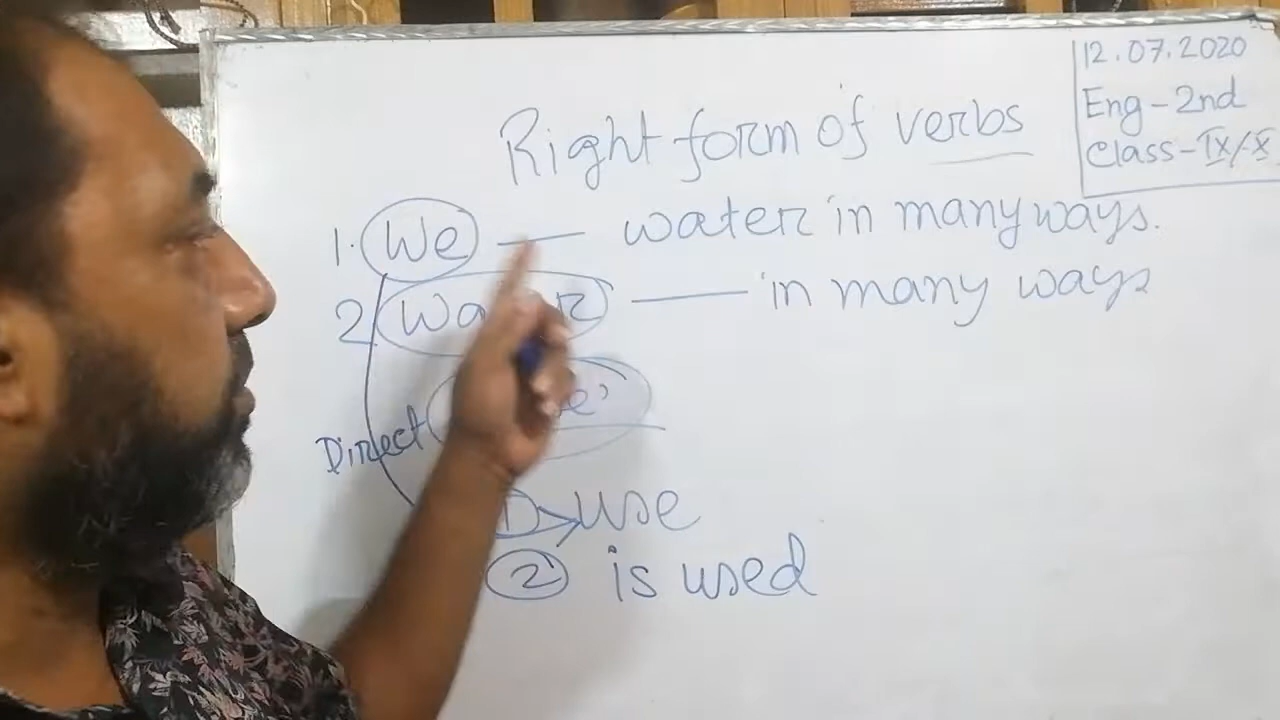 12.07.2020
Eng-2nd
Class-IX/X
Right form of verbs
1. We —— water in many ways.
2. —— in many ways
Direct
① → use
② is used